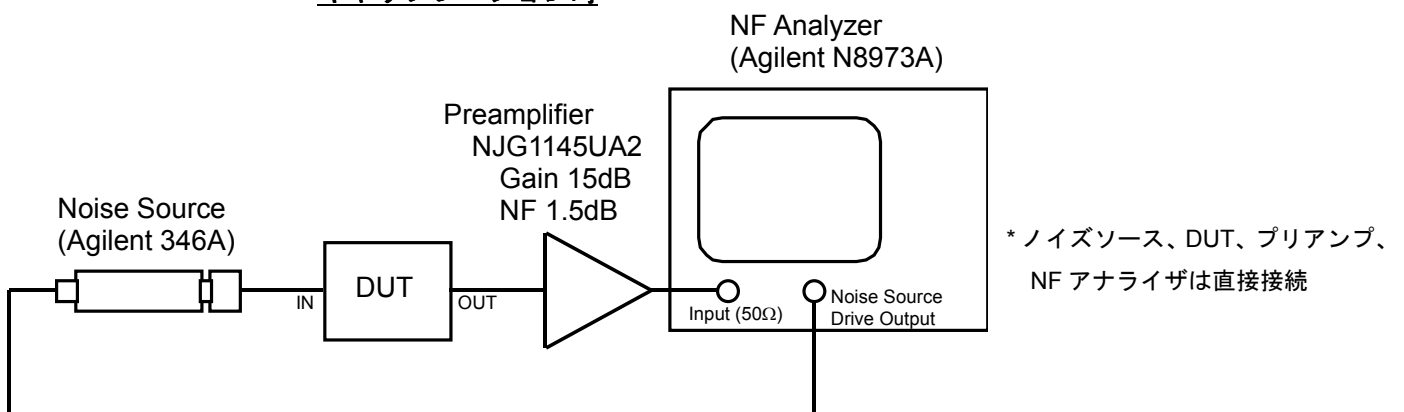 NF Analyzer
(Agilent N8973A)
Preamplifier
NJG1145UA2
Gain 15dB
NF 1.5dB
Noise Source
(Agilent 346A)
* ノイズソース、DUT、プリアンプ、
NF アナライザは直接接続
DUT
IN
OUT
Input (50Ω)
Noise Source
Drive Output